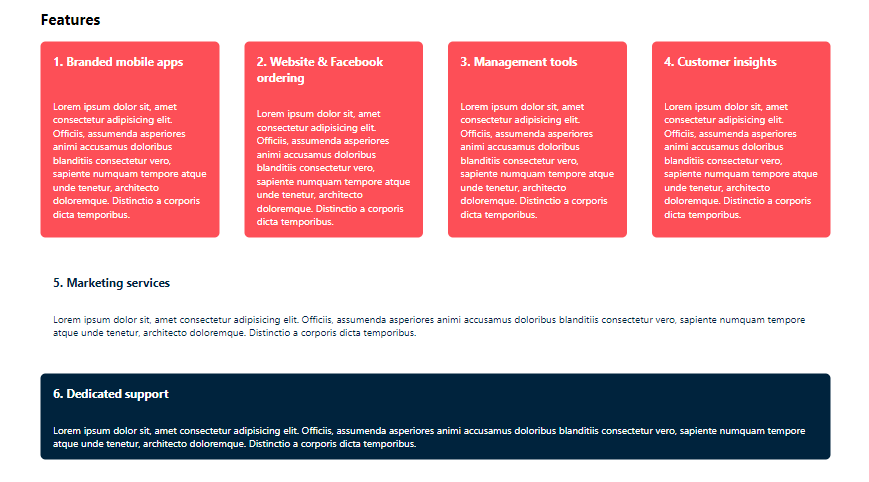 Features
1. Branded mobile apps
Lorem ipsum dolor sit, amet
consectetur adipisicing elit.
Officiis, assumenda asperiores
animi accusamus doloribus
blanditiis consectetur vero,
sapiente numquam tempore atque
unde tenetur, architecto
doloremque. Distinctio a corporis
dicta temporibus.
2. Website & Facebook
ordering
Lorem ipsum dolor sit, amet
consectetur adipisicing elit.
Officiis, assumenda asperiores
animi accusamus doloribus
blanditiis consectetur vero,
sapiente numquam tempore atque
unde tenetur, architecto
doloremque. Distinctio a corporis
dicta temporibus.
3. Management tools
Lorem ipsum dolor sit, amet
consectetur adipisicing elit.
Officiis, assumenda asperiores
animi accusamus doloribus
blanditiis consectetur vero,
sapiente numquam tempore atque
unde tenetur, architecto
doloremque. Distinctio a corporis
dicta temporibus.
4. Customer insights
Lorem ipsum dolor sit, amet
consectetur adipisicing elit.
Officiis, assumenda asperiores
animi accusamus doloribus
blanditiis consectetur vero,
sapiente numquam tempore atque
unde tenetur, architecto
doloremque. Distinctio a corporis
dicta temporibus.
5. Marketing services
Lorem ipsum dolor sit, amet consectetur adipisicing elit. Officiis, assumenda asperiores animi accusamus doloribus blanditiis consectetur vero, sapiente numquam tempore
atque unde tenetur, architecto doloremque. Distinctio a corporis dicta temporibus.
6. Dedicated support
Lorem ipsum dolor sit, amet consectetur adipisicing elit. Officiis, assumenda asperiores animi accusamus doloribus blanditiis consectetur vero, sapiente numquam tempore
atque unde tenetur, architecto doloremque. Distinctio a corporis dicta temporibus.